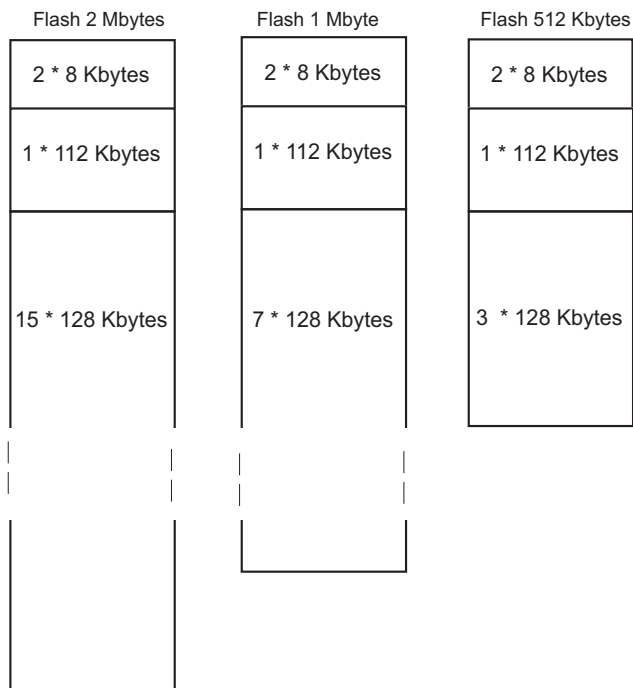 Flash 2 Mbytes
2 * 8 Kbytes
1 * 112 Kbytes
15 * 128 Kbytes
Flash 1 Mbyte
2 * 8 Kbytes
1 * 112 Kbytes
7 * 128 Kbytes
Flash 512 Kbytes
2 * 8 Kbytes
1 * 112 Kbytes
3 * 128 Kbytes